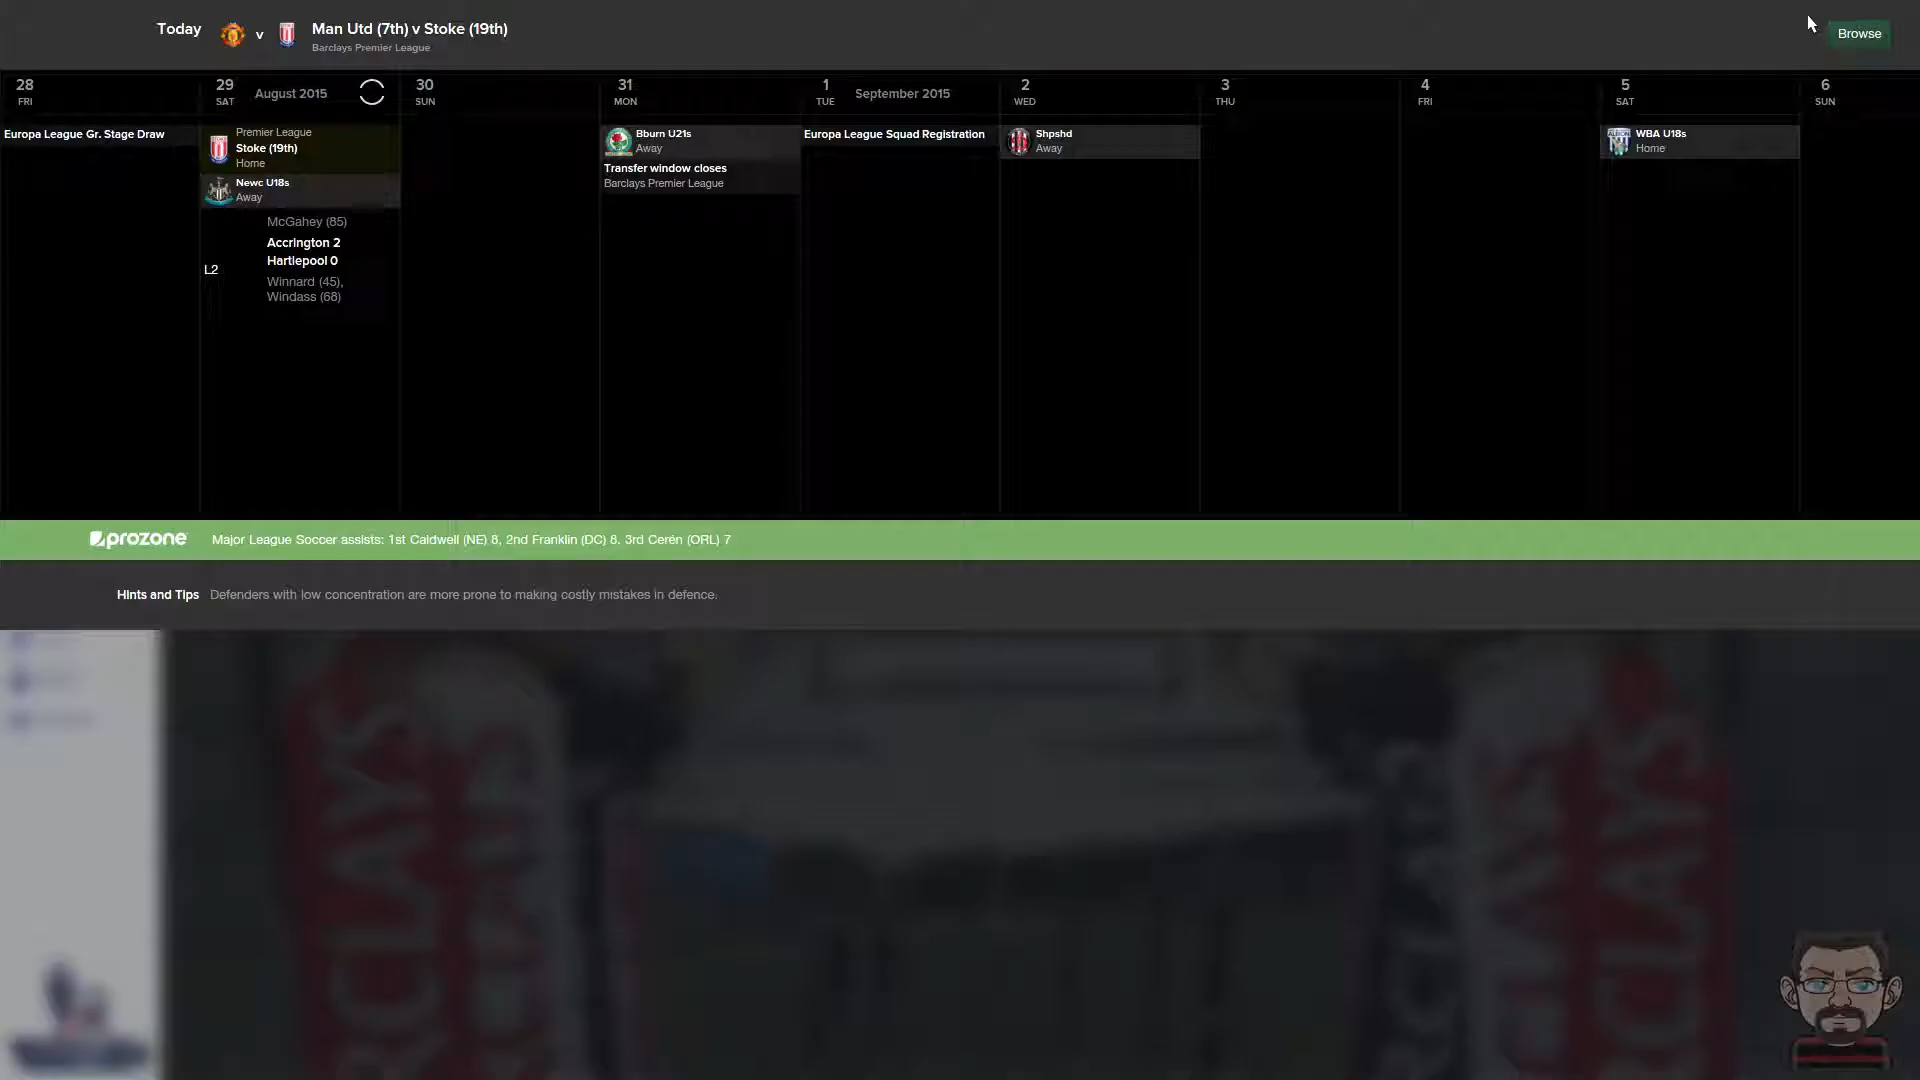 Today
v
Man Utd (7th) v Stoke (19th)
Barclays Premier League
Browse
28
FRI
29
SAT
August 2015
30
SUN
31
MON
1
TUE
September 2015
2
WED
3
THU
4
FRI
5
SAT
6
SUN
Europa League Gr. Stage Draw
Premier League
Stoke (19th)
Home
Newc U18s
Away
L2
McGahey (85)
Accrington 2
Hartlepool 0
Winnard (45),
Windass (68)
Bburn U21s
Away
Transfer window closes
Barclays Premier League
Europa League Squad Registration
Shpshd
Away
WBA U18s
Home
prozone
Major League Soccer assists: 1st Caldwell (NE) 8, 2nd Franklin (DC) 8. 3rd Cerén (ORL) 7
Hints and Tips
Defenders with low concentration are more prone to making costly mistakes in defence.